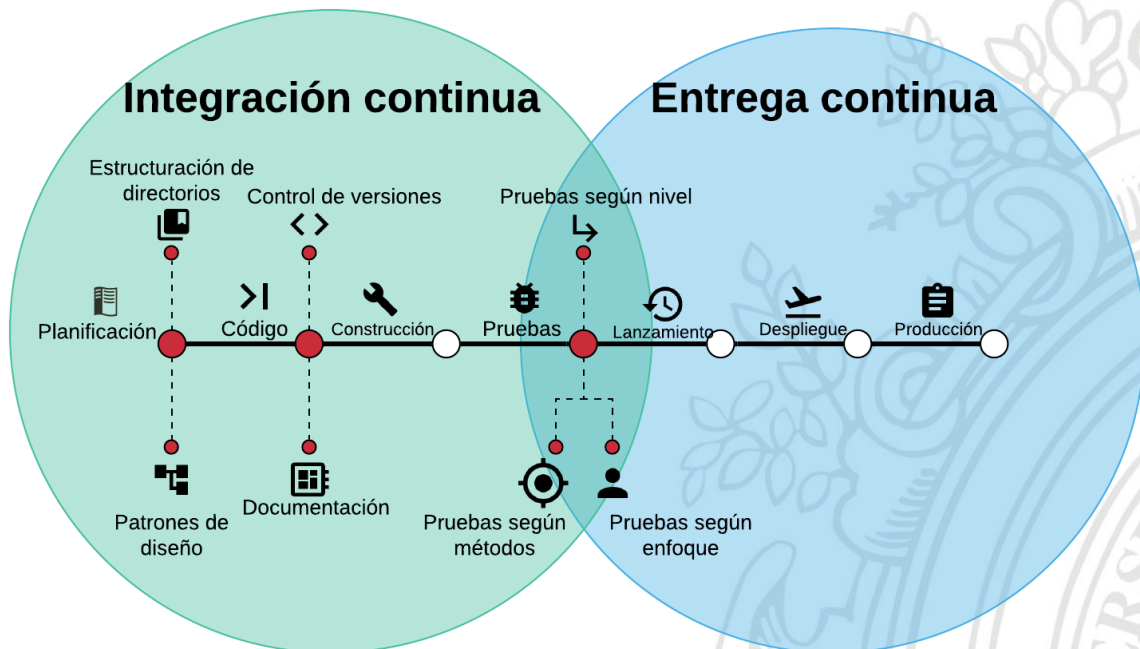 Integración continua
Entrega continua
Estructuración de
directorios
Control de versiones
Pruebas según nivel
Planificación
Código
Construcción
Pruebas
Lanzamiento
Despliegue
Producción
Patrones de
diseño
Documentación
Pruebas según
métodos
Pruebas según
enfoque